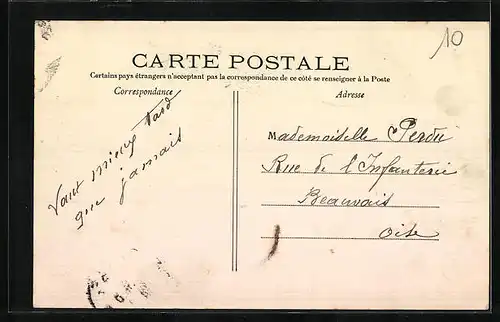 10
CARTE POSTALE
Certains pays étrangers n'acceptant pas la correspondance de ce côté se renseigner à la Poste
Correspondance
Adresse
Vaut mieux tard
que jamais
Mademoiselle Perdu
Rue de l'Infanterie
Beauvais
Oise